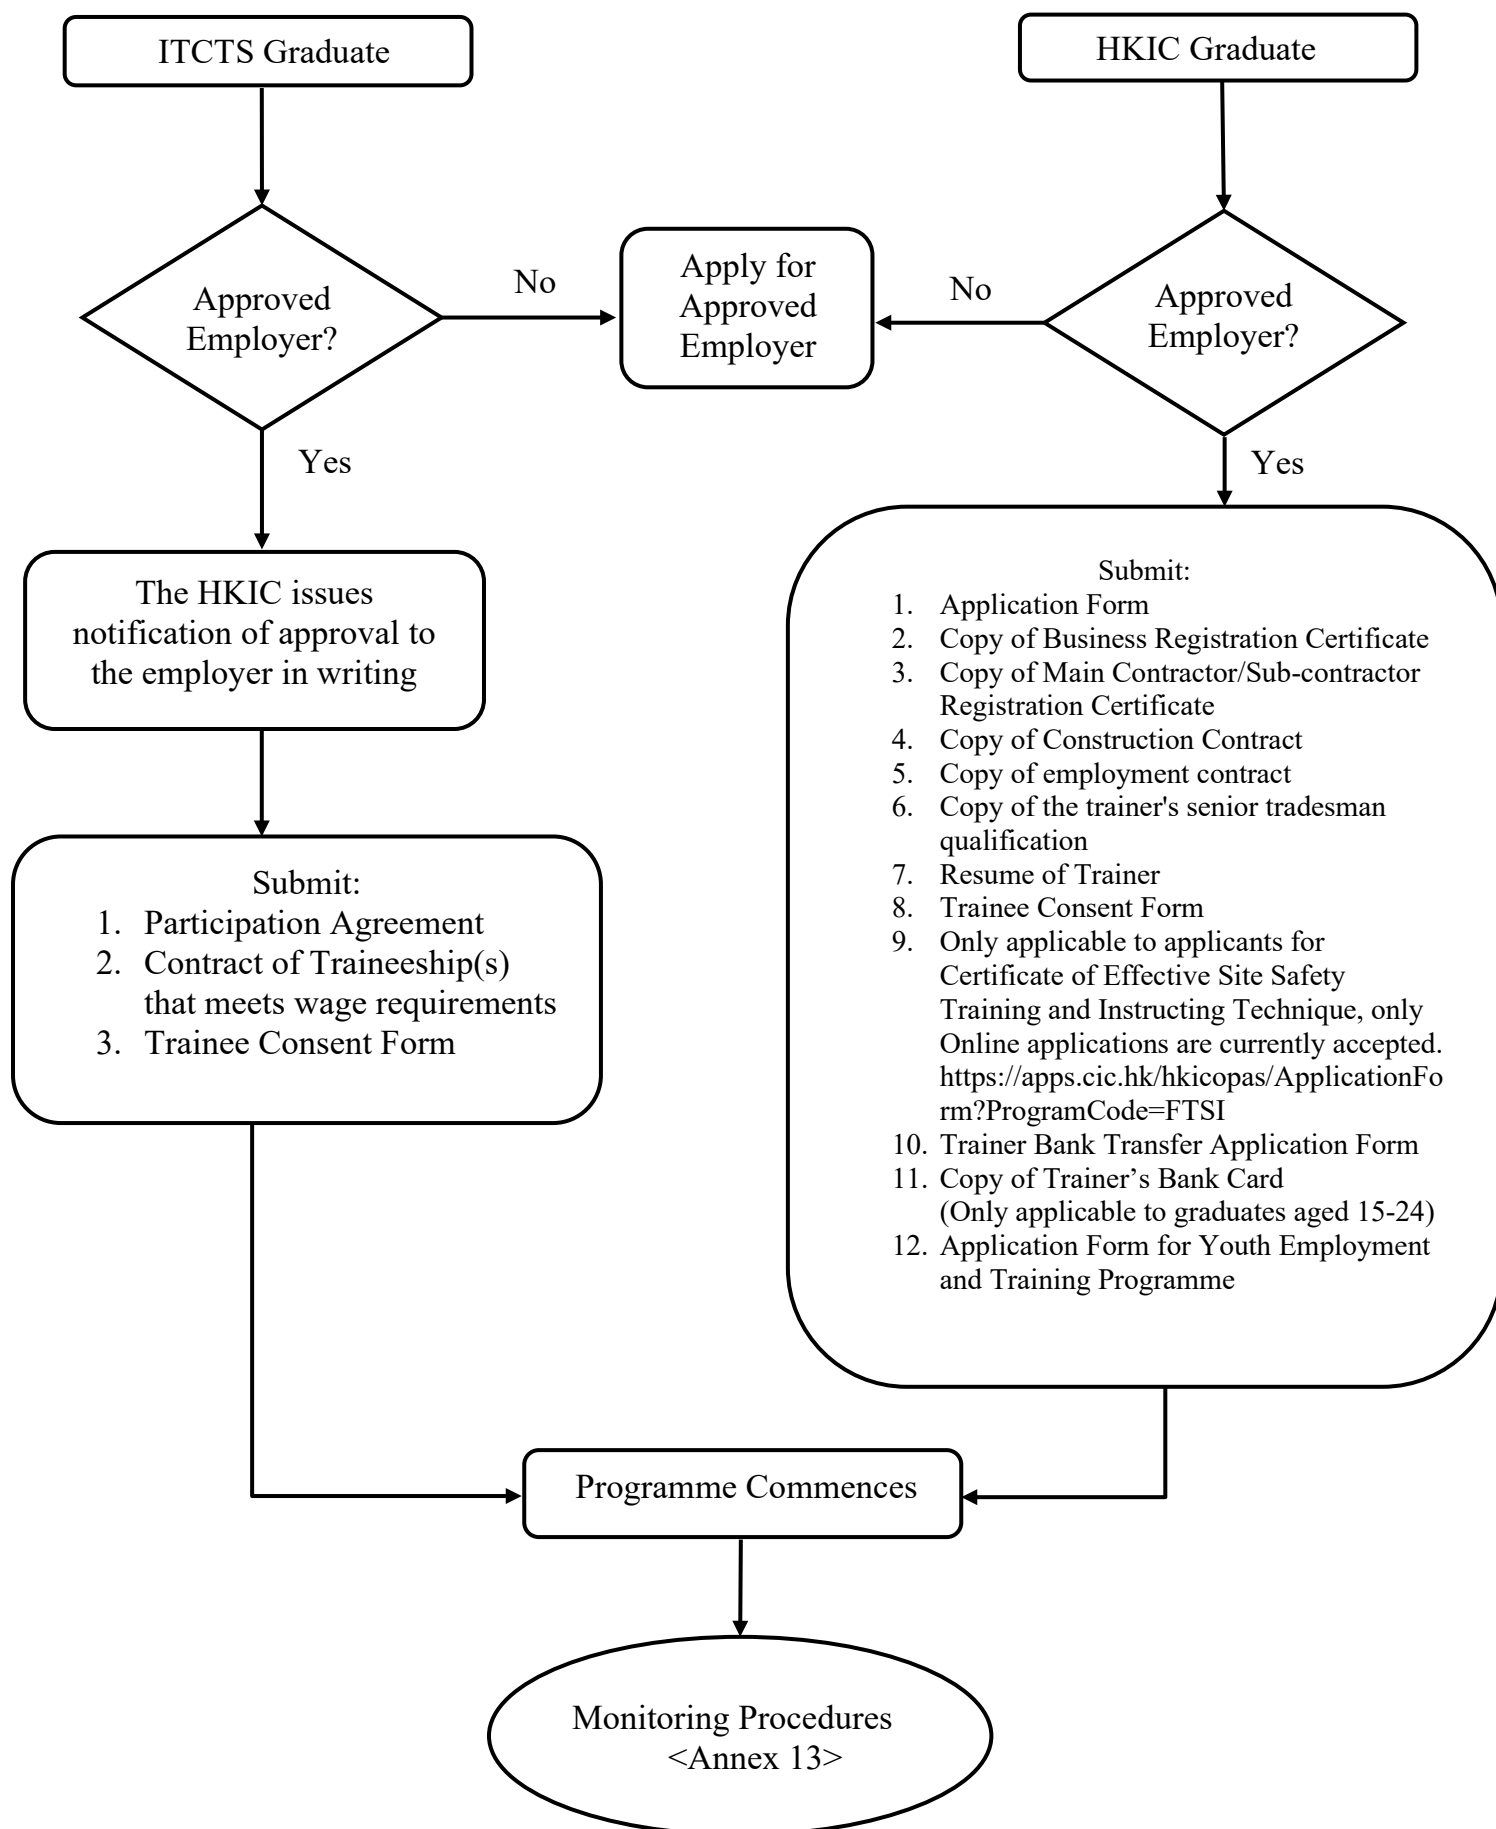 ITCTS Graduate
HKIC Graduate
Approved
Employer?
No
Apply for
Approved
Employer
No
Approved
Employer?
Yes
Yes
The HKIC issues
notification of approval to
the employer in writing
Submit:
1. Participation Agreement
2. Contract of Traineeship(s)
that meets wage requirements
3. Trainee Consent Form
Submit:
1. Application Form
2. Copy of Business Registration Certificate
3. Copy of Main Contractor/Sub-contractor
Registration Certificate
4. Copy of Construction Contract
5. Copy of employment contract
6. Copy of the trainer's senior tradesman
qualification
7. Resume of Trainer
8. Trainee Consent Form
9. Only applicable to applicants for
Certificate of Effective Site Safety
Training and Instructing Technique, only
Online applications are currently accepted.
https://apps.cic.hk/hkicopas/ApplicationFo
rm?ProgramCode=FTSI
10. Trainer Bank Transfer Application Form
11. Copy of Trainer’s Bank Card
(Only applicable to graduates aged 15-24)
12. Application Form for Youth Employment
and Training Programme
Programme Commences
Monitoring Procedures
<Annex 13>